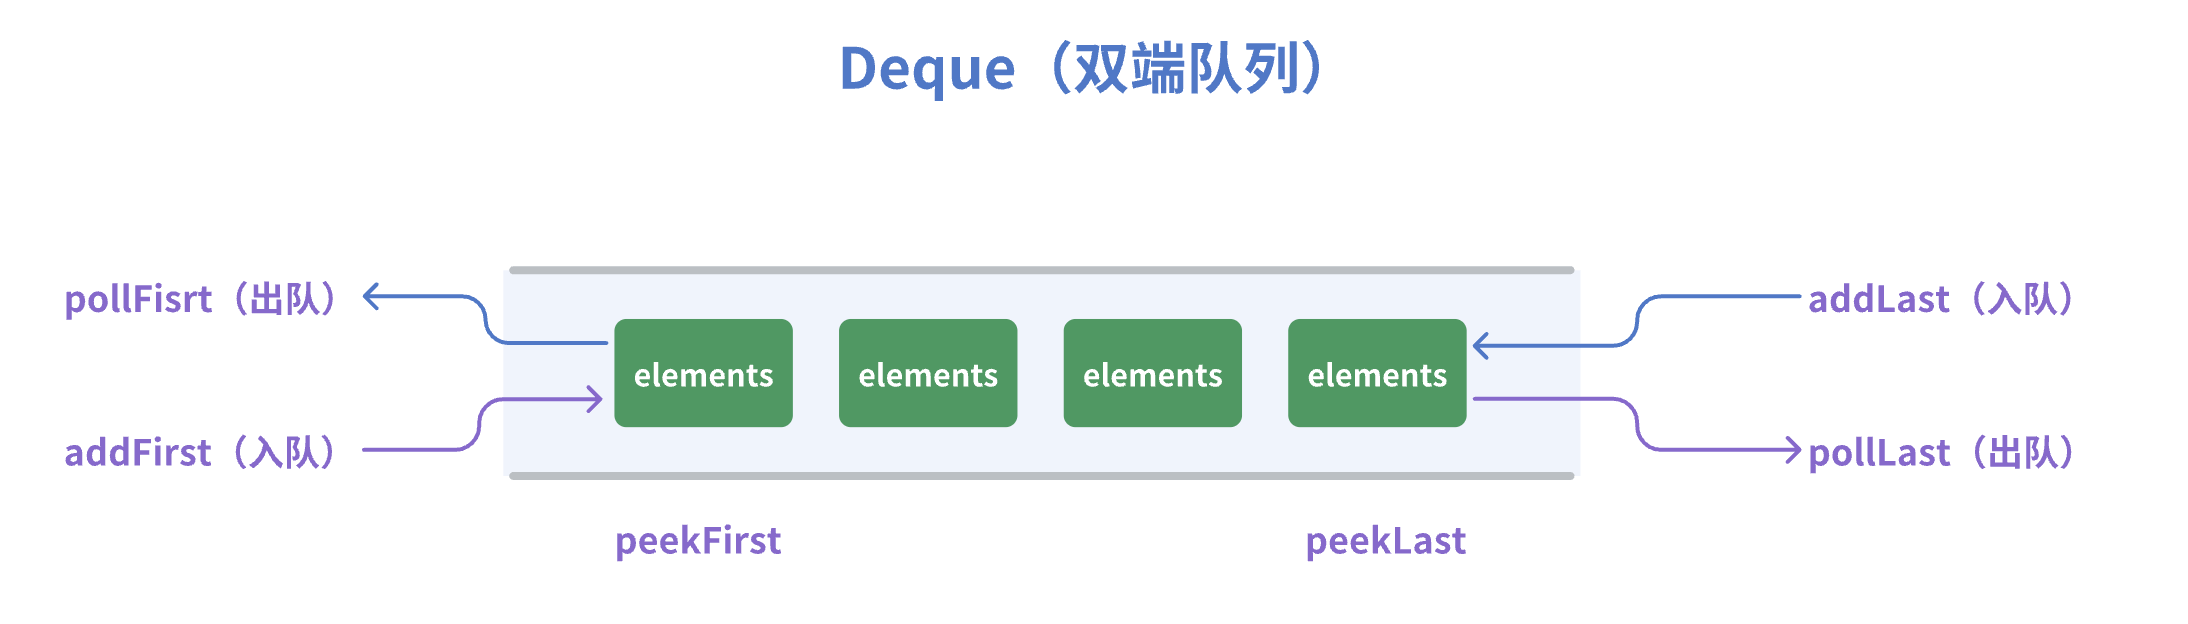 Deque（双端队列）
pollFisrt（出队）
addLast（入队）
elements
elements
elements
elements
addFirst（入队）
pollLast（出队）
peekFirst
peekLast